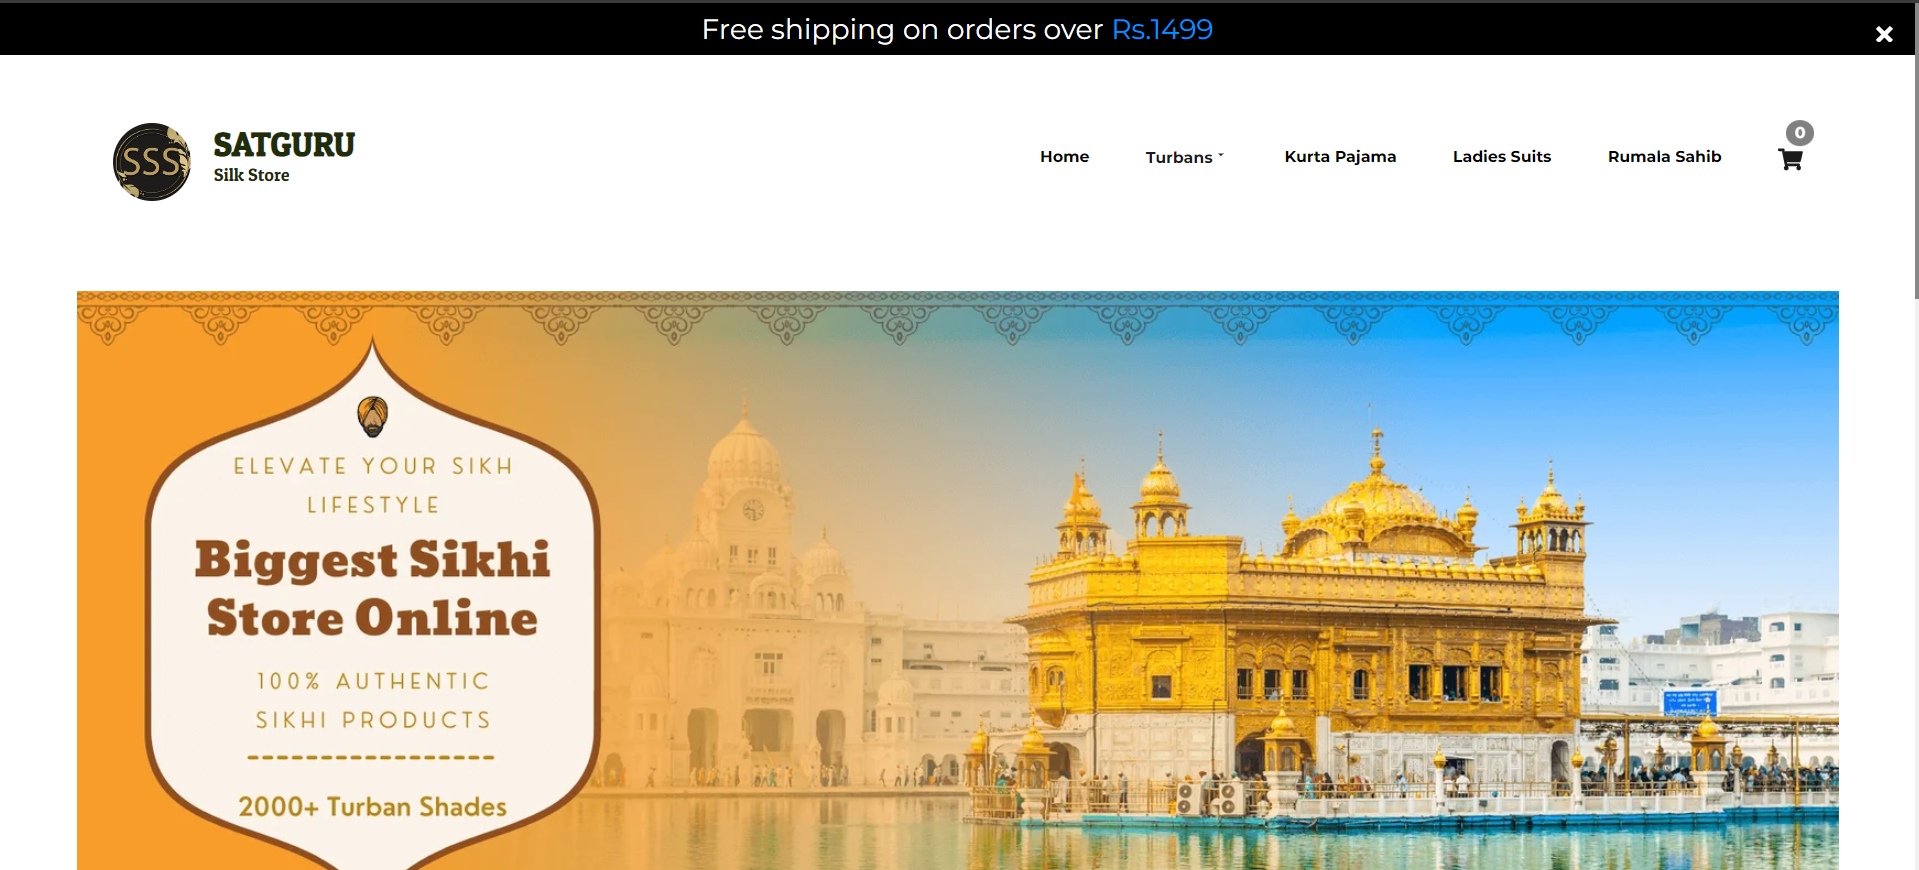 Free shipping on orders over Rs.1499
SSS
SATGURU
Silk Store
Home
Turbans
Kurta Pajama
Ladies Suits
Rumala Sahib
0
ELEVATE YOUR SIKH
LIFESTYLE
Biggest Sikhi
Store Online
100% AUTHENTIC
SIKHI PRODUCTS
2000+ Turban Shades